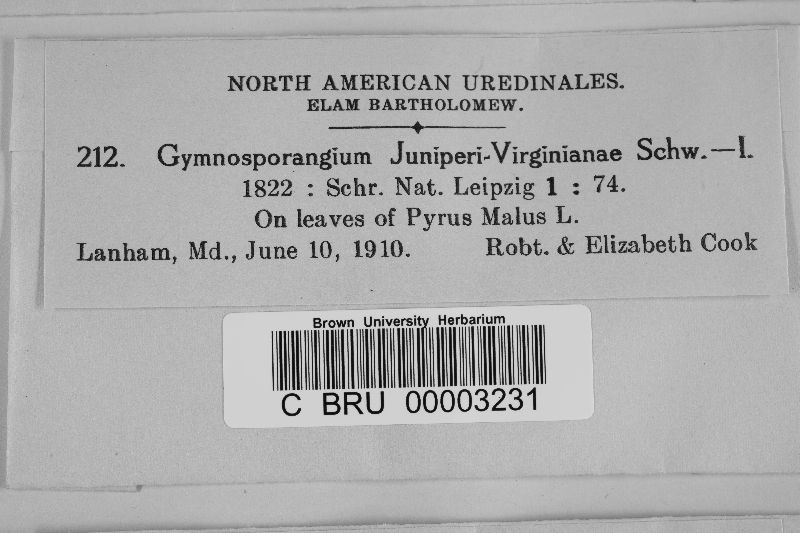 NORTH AMERICAN UREDINALES.
ELAM BARTHOLOMEW.
212. Gymnosporangium Juniperi-Virginianae Schw.—I.
1822 : Schr. Nat. Leipzig 1 : 74.
On leaves of Pyrus Malus L.
Lanham, Md., June 10, 1910. Robt. & Elizabeth Cook
Brown University Herbarium
C BRU 00003231